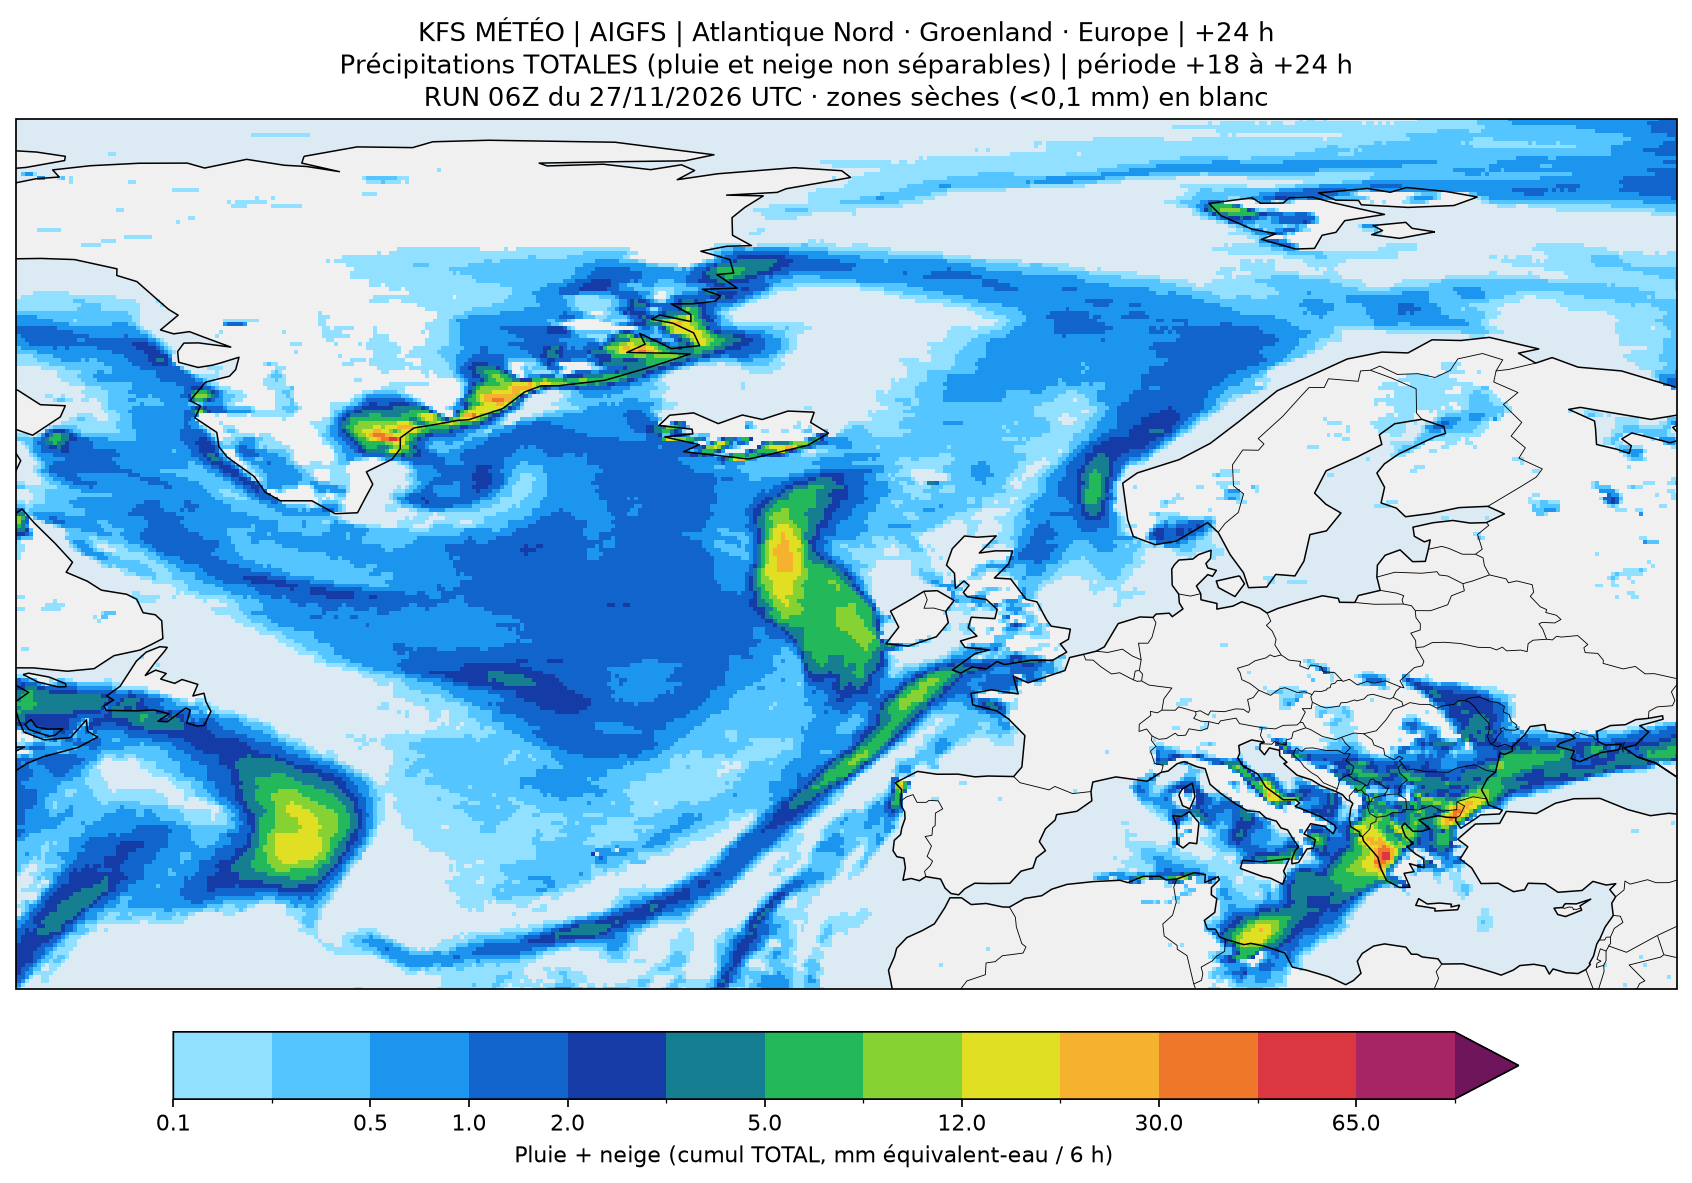 KFS MÉTÉO | AIGFS | Atlantique Nord · Groenland · Europe | +24 h
Précipitations TOTALES (pluie et neige non séparables) | période +18 à +24 h
RUN 06Z du 27/11/2026 UTC · zones sèches (<0,1 mm) en blanc
0.1 0.5 1.0 2.0 5.0 12.0 30.0 65.0
Pluie + neige (cumul TOTAL, mm équivalent-eau / 6 h)